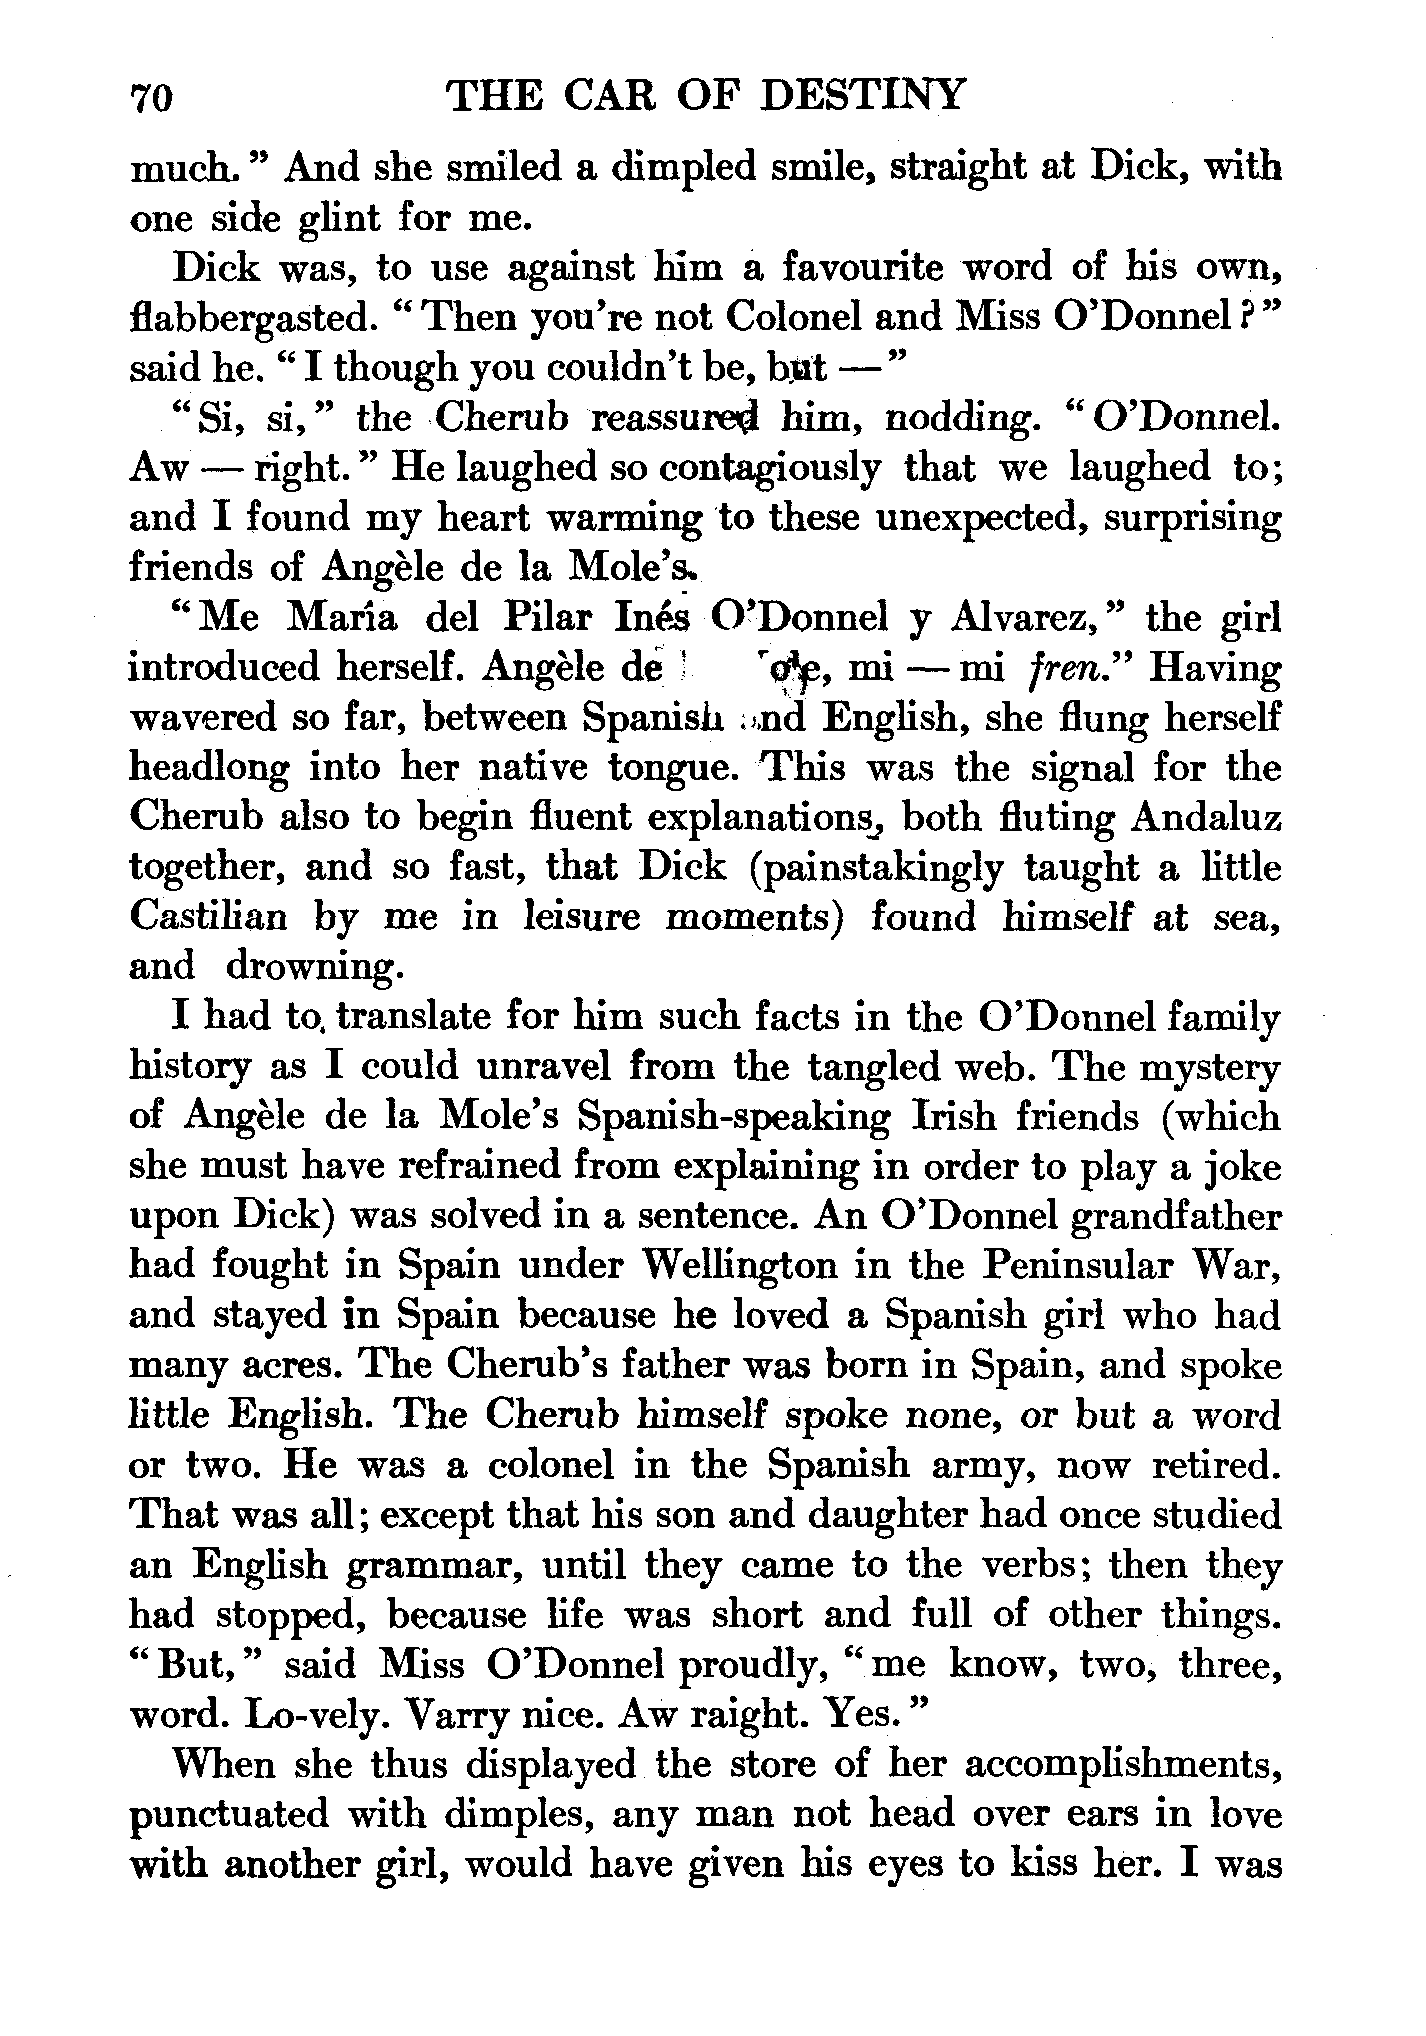 70 THE CAR OF DESTINY
much." And she smiled a dimpled smile, straight at Dick, with
one side glint for me.
Dick was, to use against him a favourite word of his own,
flabbergasted. "Then you're not Colonel and Miss O'Donnel?"
said he. "I though you couldn't be, but —"
"Si, si," the Cherub reassured him, nodding. "O'Donnel.
Aw — right." He laughed so contagiously that we laughed to;
and I found my heart warming to these unexpected, surprising
friends of Angèle de la Mole's.
"Me María del Pilar Inés O'Donnel y Alvarez," the girl
introduced herself. Angèle de mi — mi fren." Having
wavered so far, between Spanish and English, she flung herself
headlong into her native tongue. This was the signal for the
Cherub also to begin fluent explanations, both fluting Andaluz
together, and so fast, that Dick (painstakingly taught a little
Castilian by me in leisure moments) found himself at sea,
and drowning.
I had to translate for him such facts in the O'Donnel family
history as I could unravel from the tangled web. The mystery
of Angèle de la Mole's Spanish-speaking Irish friends (which
she must have refrained from explaining in order to play a joke
upon Dick) was solved in a sentence. An O'Donnel grandfather
had fought in Spain under Wellington in the Peninsular War,
and stayed in Spain because he loved a Spanish girl who had
many acres. The Cherub's father was born in Spain, and spoke
little English. The Cherub himself spoke none, or but a word
or two. He was a colonel in the Spanish army, now retired.
That was all; except that his son and daughter had once studied
an English grammar, until they came to the verbs; then they
had stopped, because life was short and full of other things.
"But," said Miss O'Donnel proudly, "me know, two, three,
word. Lo-vely. Varry nice. Aw raight. Yes."
When she thus displayed the store of her accomplishments,
punctuated with dimples, any man not head over ears in love
with another girl, would have given his eyes to kiss her. I was